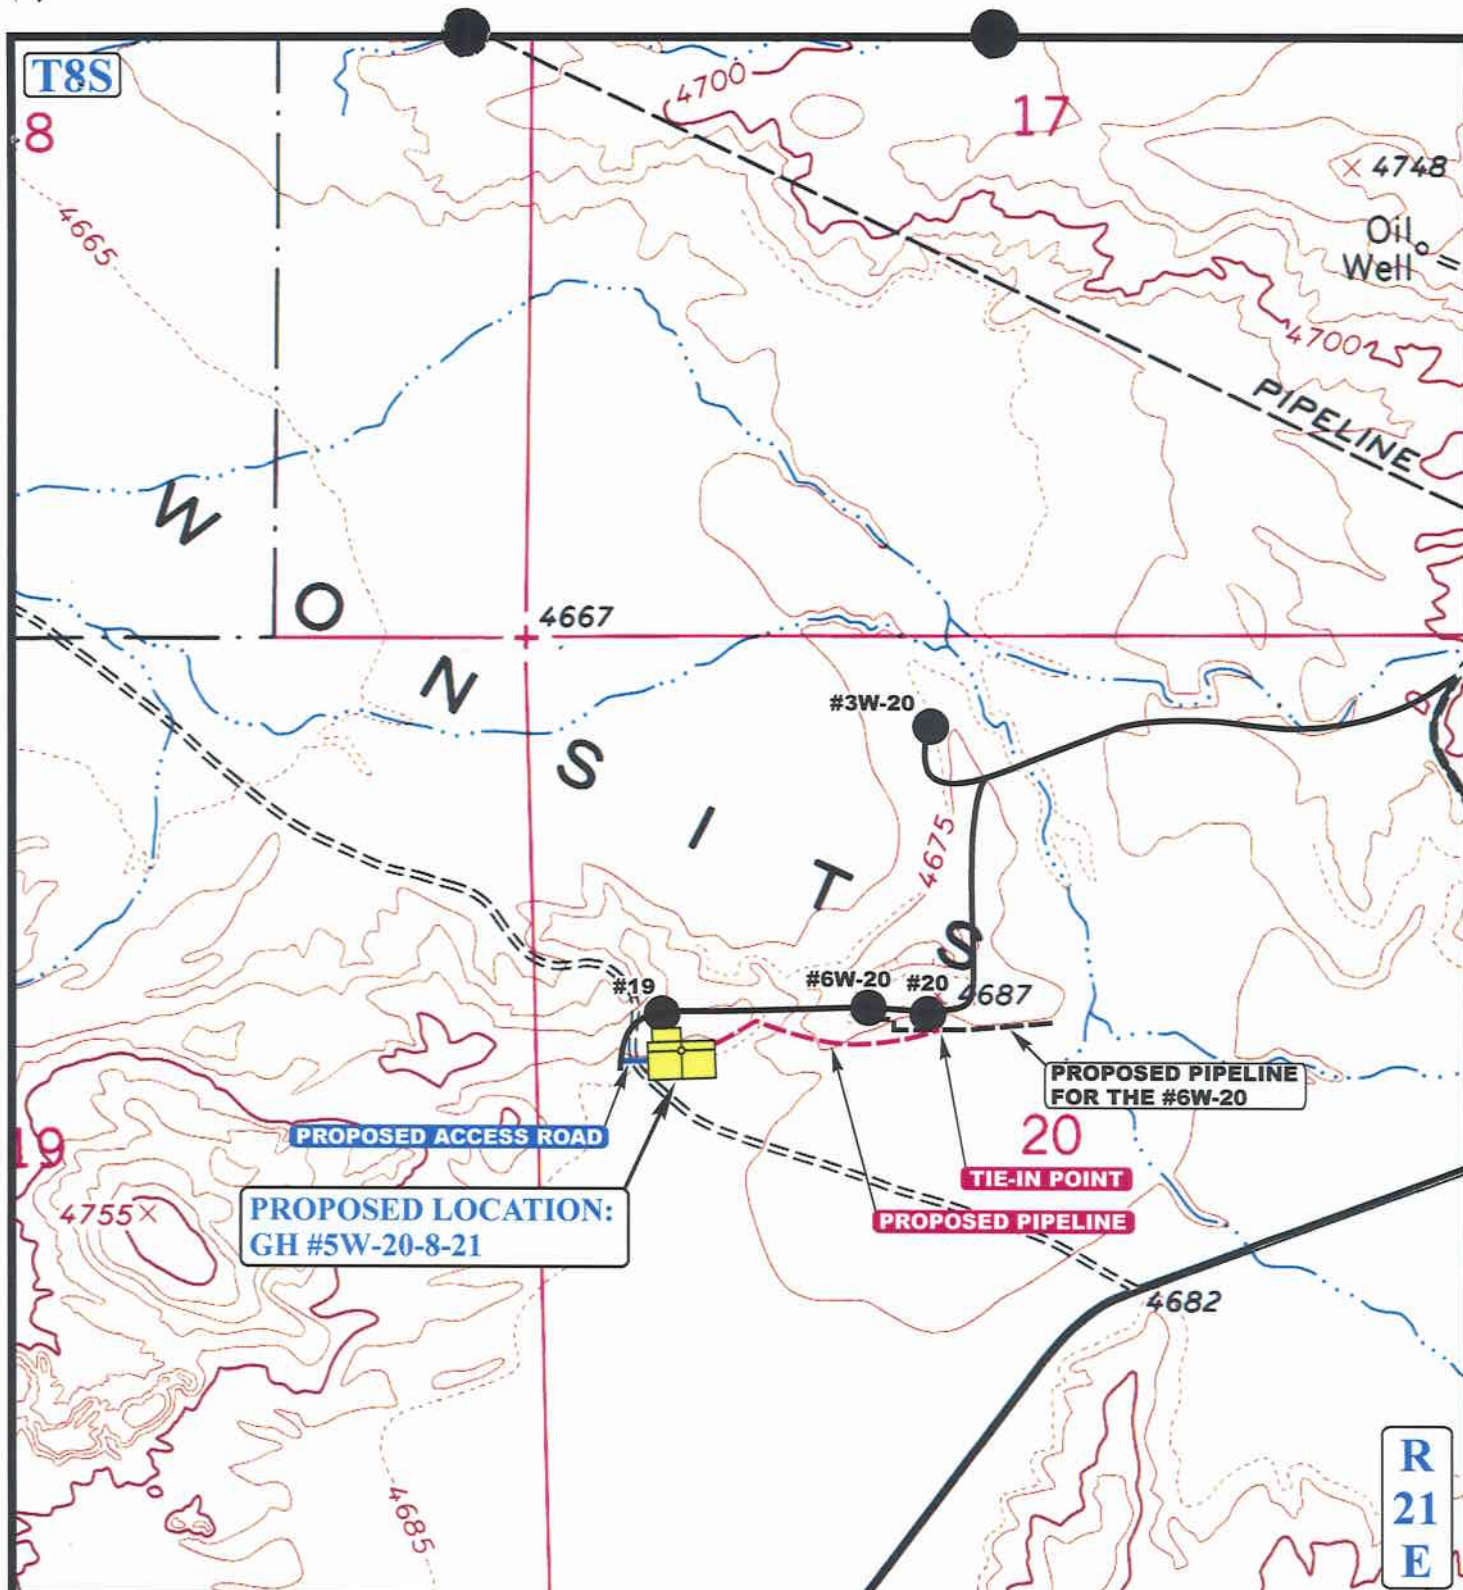 T8S
8
4700
17
4748
4665
Oil
Well
4700
PIPELINE
W O N S I T S
4667
#3W-20
4675
#19
#6W-20
#20
4687
PROPOSED PIPELINE
FOR THE #6W-20
PROPOSED ACCESS ROAD
20
19
TIE-IN POINT
4755
PROPOSED LOCATION:
GH #5W-20-8-21
PROPOSED PIPELINE
4682
4685
R
21
E